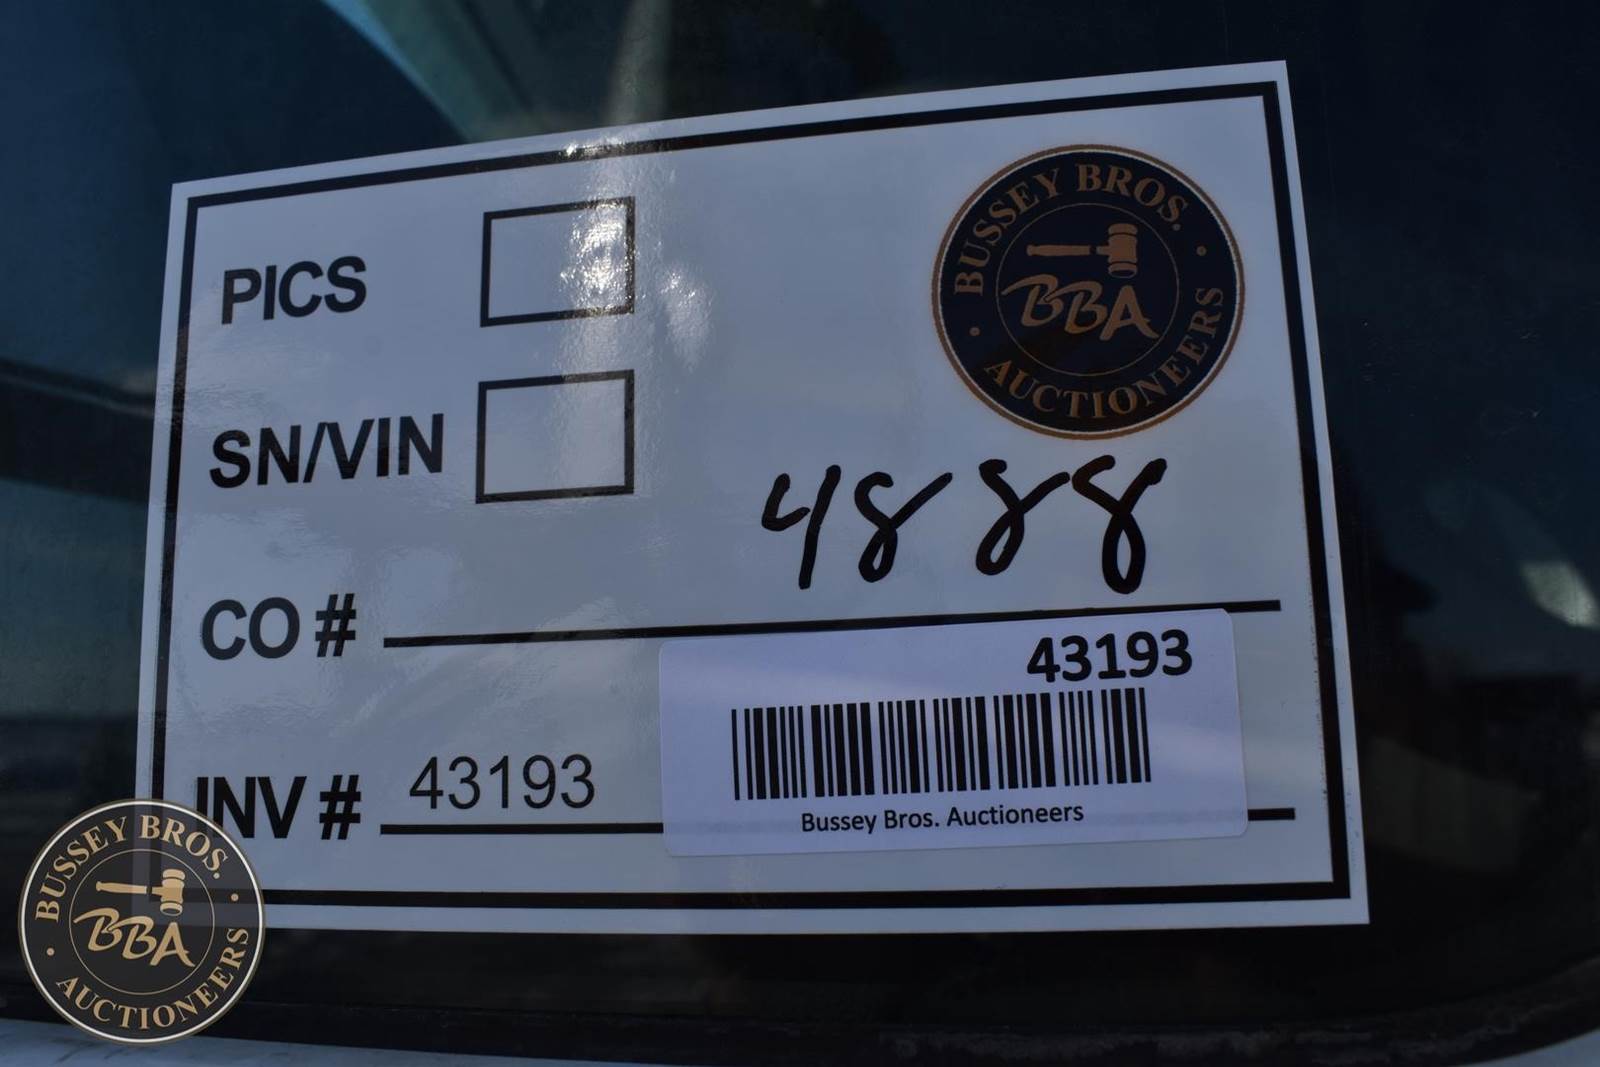 BUSSEY BROS.
BBA
AUCTIONEERS
PICS
SN/VIN
4888
CO #
43193
INV # 43193
Bussey Bros. Auctioneers
BUSSEY BROS.
BBA
AUCTIONEERS